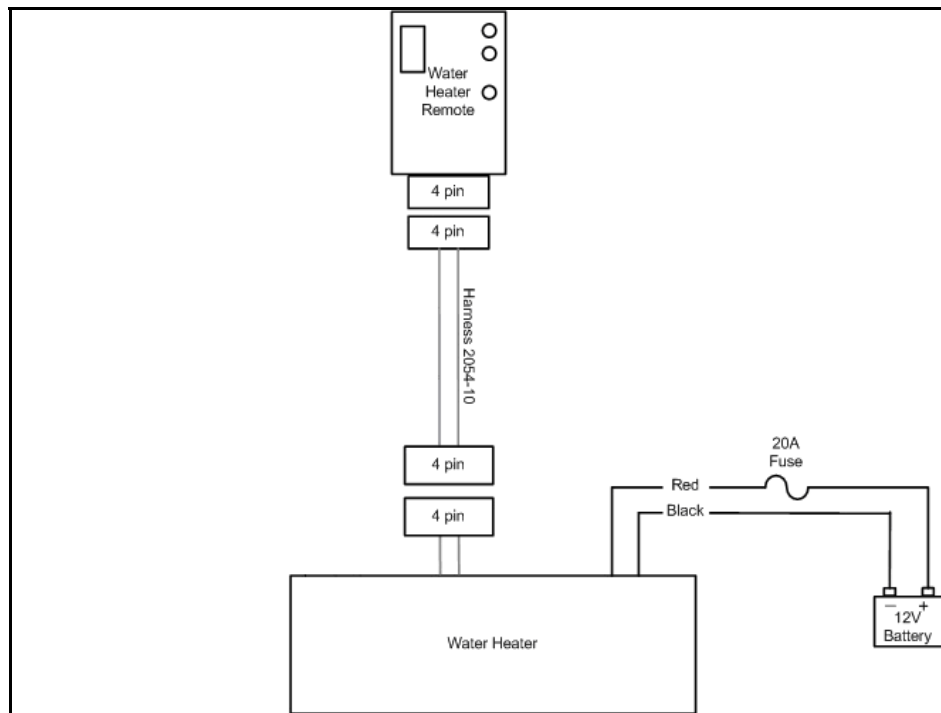 Water
Heater
Remote
4 pin
4 pin
Harness 2054-10
4 pin
4 pin
20A
Fuse
Red
Black
— +
12V
Battery
Water Heater